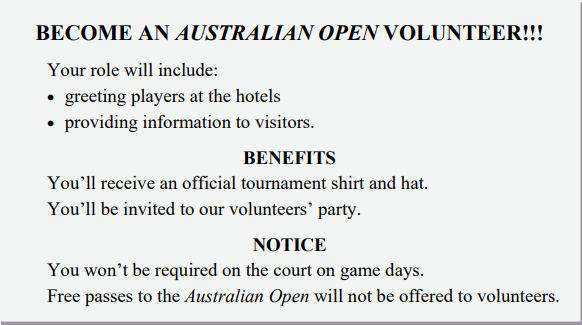 BECOME AN AUSTRALIAN OPEN VOLUNTEER!!!
Your role will include:
• greeting players at the hotels
• providing information to visitors.
BENEFITS
You’ll receive an official tournament shirt and hat.
You’ll be invited to our volunteers’ party.
NOTICE
You won’t be required on the court on game days.
Free passes to the Australian Open will not be offered to volunteers.